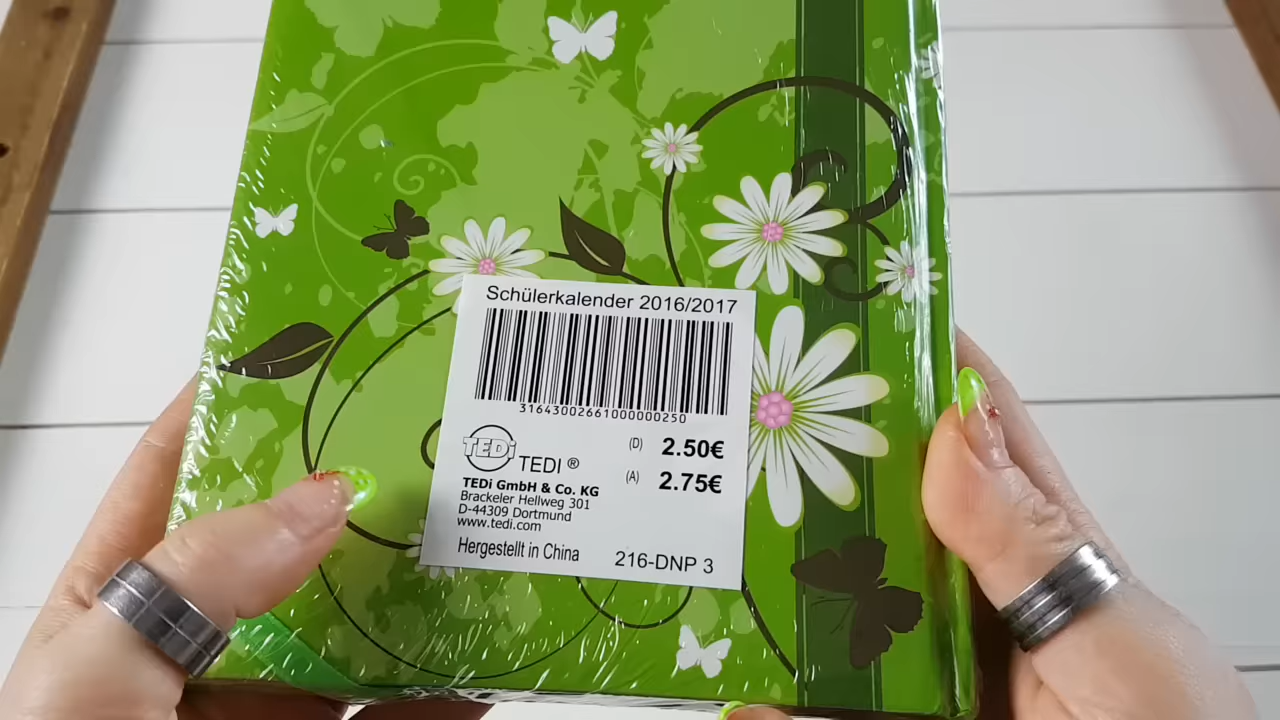 Schülerkalender 2016/2017
31643002661000000250
TEDi TEDI ®
(D) 2.50€
(A) 2.75€
TEDi GmbH & Co. KG
Brackeler Hellweg 301
D-44309 Dortmund
www.tedi.com
Hergestellt in China 216-DNP 3